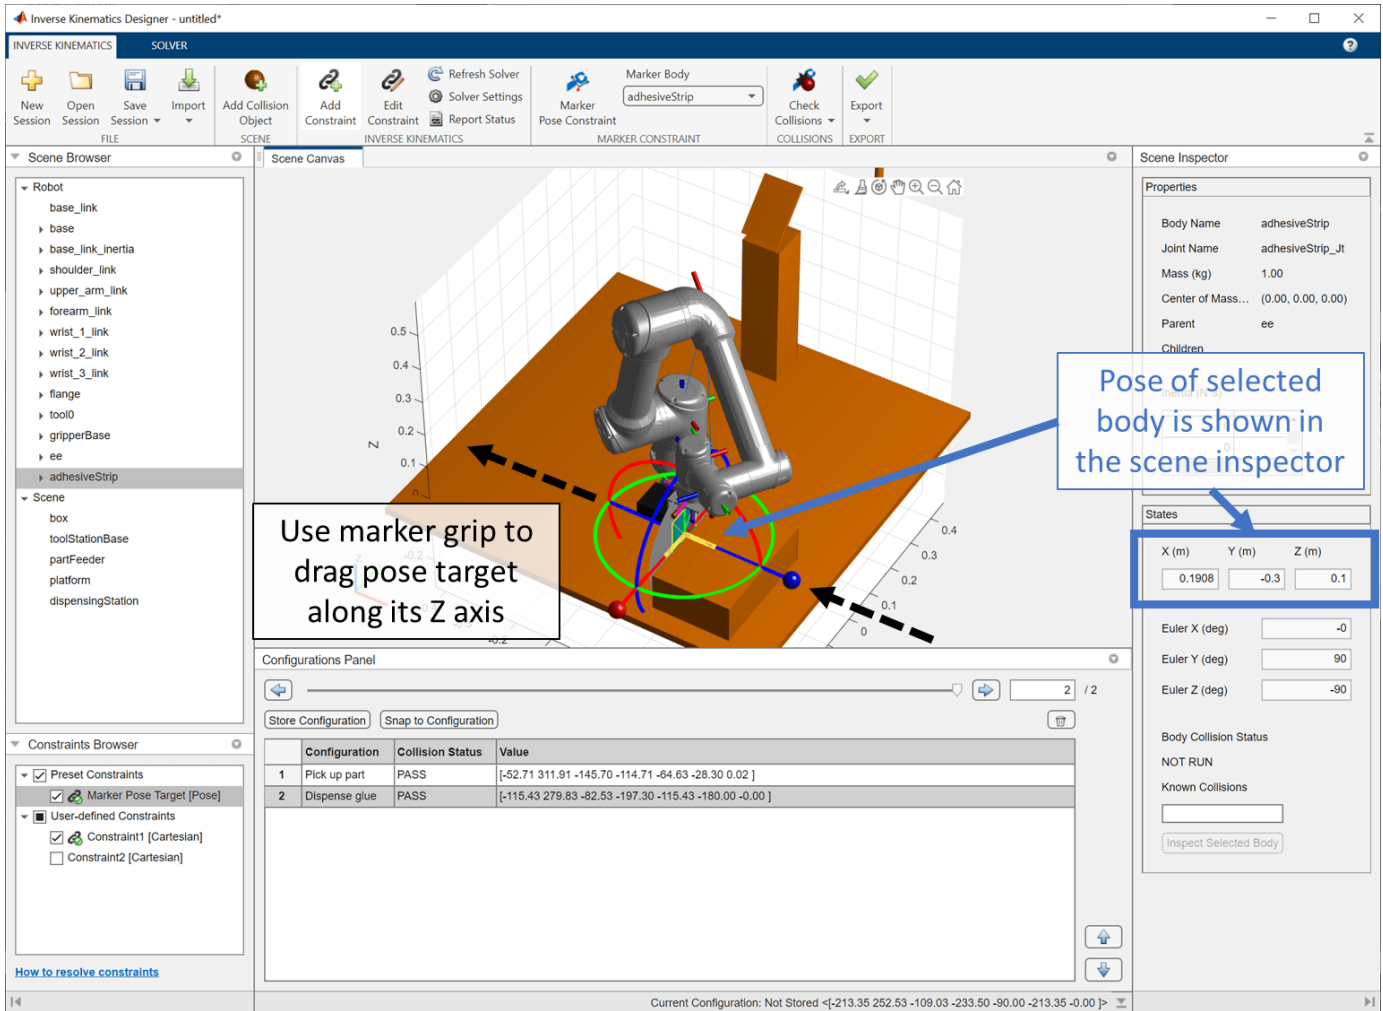 Inverse Kinematics Designer - untitled*
INVERSE KINEMATICS
SOLVER
New Session
Open Session
Save Session
Import
FILE
Add Collision Object
SCENE
Add Constraint
Edit Constraint
Refresh Solver
Solver Settings
Report Status
INVERSE KINEMATICS
Marker Pose Constraint
Marker Body
adhesiveStrip
MARKER CONSTRAINT
Check Collisions
COLLISIONS
Export
EXPORT
Scene Browser
Robot
base_link
base
base_link_inertia
shoulder_link
upper_arm_link
forearm_link
wrist_1_link
wrist_2_link
wrist_3_link
flange
tool0
gripperBase
ee
adhesiveStrip
Scene
box
toolStationBase
partFeeder
platform
dispensingStation
Constraints Browser
Preset Constraints
Marker Pose Target [Pose]
User-defined Constraints
Constraint1 [Cartesian]
Constraint2 [Cartesian]
How to resolve constraints
Scene Canvas
0.5
0.4
0.3
0.2
0.1
0
Z
0.4
0.3
0.2
0.1
0
-0.2
-0.2
Use marker grip to
drag pose target
along its Z axis
Pose of selected
body is shown in
the scene inspector
Configurations Panel
2 / 2
Store Configuration
Snap to Configuration
Configuration Collision Status Value
1 Pick up part PASS [-52.71 311.91 -145.70 -114.71 -64.63 -28.30 0.02 ]
2 Dispense glue PASS [-115.43 279.83 -82.53 -197.30 -115.43 -180.00 -0.00 ]
Current Configuration: Not Stored <[-213.35 252.53 -109.03 -233.50 -90.00 -213.35 -0.00 ]>
Scene Inspector
Properties
Body Name adhesiveStrip
Joint Name adhesiveStrip_Jt
Mass (kg) 1.00
Center of Mass... (0.00, 0.00, 0.00)
Parent ee
Children
Inertia (N s)
0
States
X (m) Y (m) Z (m)
0.1908 -0.3 0.1
Euler X (deg) -0
Euler Y (deg) 90
Euler Z (deg) -90
Body Collision Status
NOT RUN
Known Collisions
Inspect Selected Body